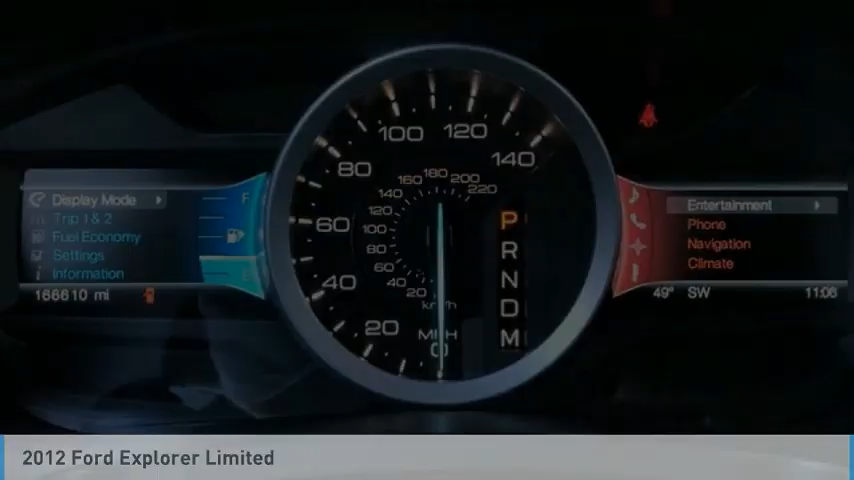 Display Mode
Trip 1 & 2
Fuel Economy
Settings
Information
166610 mi
F
E
0
20
40
60
80
100
120
140
MPH
20
40
60
80
100
120
140
160
180
200
220
km/h
P
R
N
D
M
Entertainment
Phone
Navigation
Climate
49° SW 11:06
2012 Ford Explorer Limited